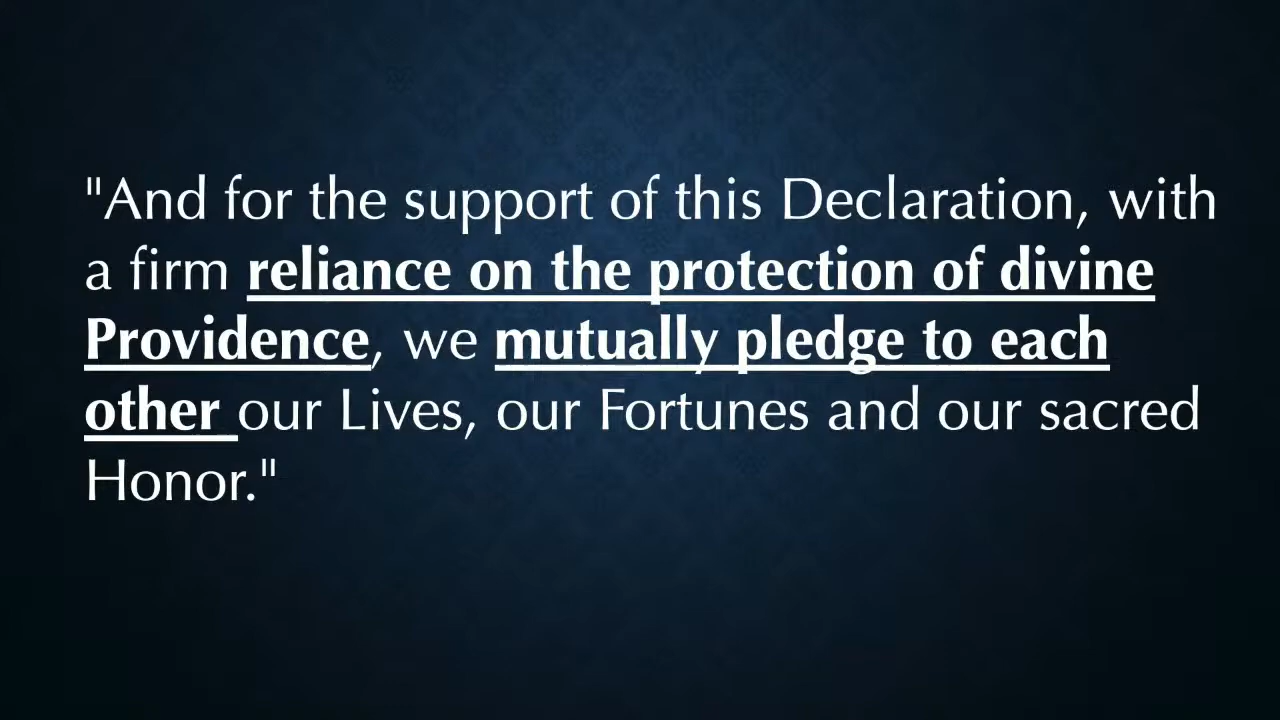 "And for the support of this Declaration, with
a firm reliance on the protection of divine
Providence, we mutually pledge to each
other our Lives, our Fortunes and our sacred
Honor."